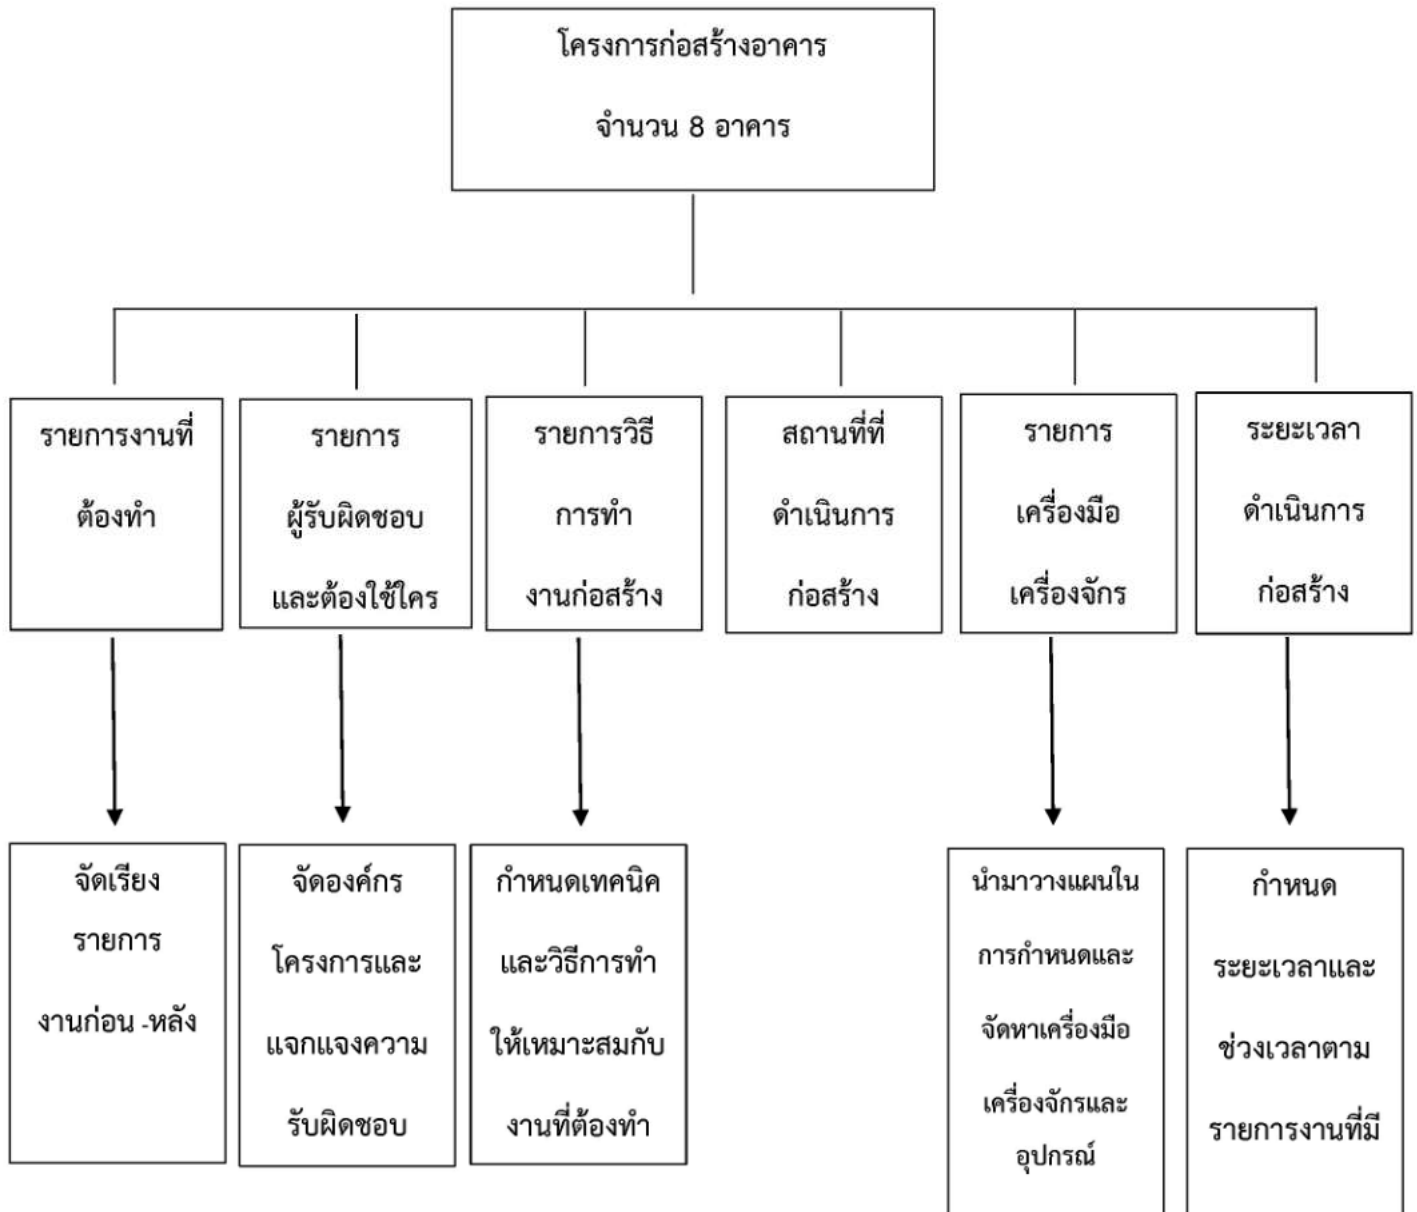 โครงการก่อสร้างอาคาร
จำนวน 8 อาคาร
รายการงานที่
ต้องทำ
รายการ
ผู้รับผิดชอบ
และต้องใช้ใคร
รายการวิธี
การทำ
งานก่อสร้าง
สถานที่ที่
ดำเนินการ
ก่อสร้าง
รายการ
เครื่องมือ
เครื่องจักร
ระยะเวลา
ดำเนินการ
ก่อสร้าง
จัดเรียง
รายการ
งานก่อน -หลัง
จัดองค์กร
โครงการและ
แจกแจงความ
รับผิดชอบ
กำหนดเทคนิค
และวิธีการทำ
ให้เหมาะสมกับ
งานที่ต้องทำ
นำมาวางแผนใน
การกำหนดและ
จัดหาเครื่องมือ
เครื่องจักรและ
อุปกรณ์
กำหนด
ระยะเวลาและ
ช่วงเวลาตาม
รายการงานที่มี